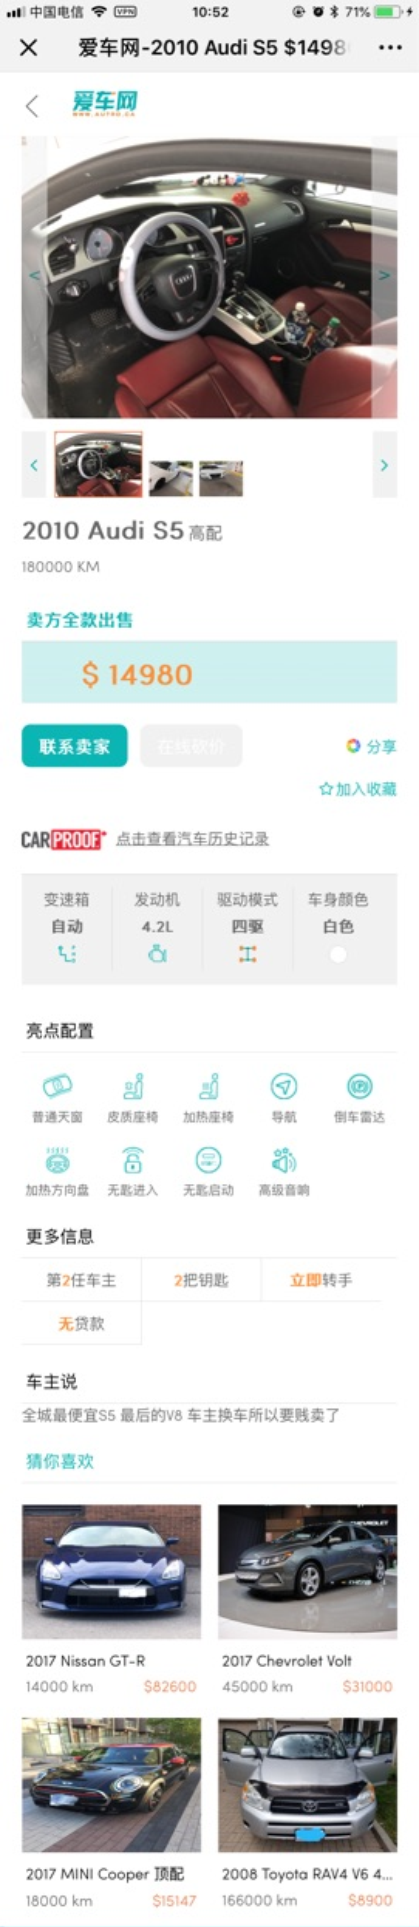 中国电信 VPN 10:52 71%
爱车网-2010 Audi S5 $1498
爱车网
WWW.AUTRO.CA
< >
2010 Audi S5 高配
180000 KM
卖方全款出售
$ 14980
联系卖家 在线砍价 分享
加入收藏
CARPROOF 点击查看汽车历史记录
变速箱 发动机 驱动模式 车身颜色
自动 4.2L 四驱 白色
亮点配置
普通天窗 皮质座椅 加热座椅 导航 倒车雷达
加热方向盘 无匙进入 无匙启动 高级音响
更多信息
第2任车主 2把钥匙 立即转手
无贷款
车主说
全城最便宜S5 最后的V8 车主换车所以要贱卖了
猜你喜欢
CHEVROLET
2017 Nissan GT-R 2017 Chevrolet Volt
14000 km $82600 45000 km $31000
2017 MINI Cooper 顶配 2008 Toyota RAV4 V6 4...
18000 km $15147 166000 km $8900